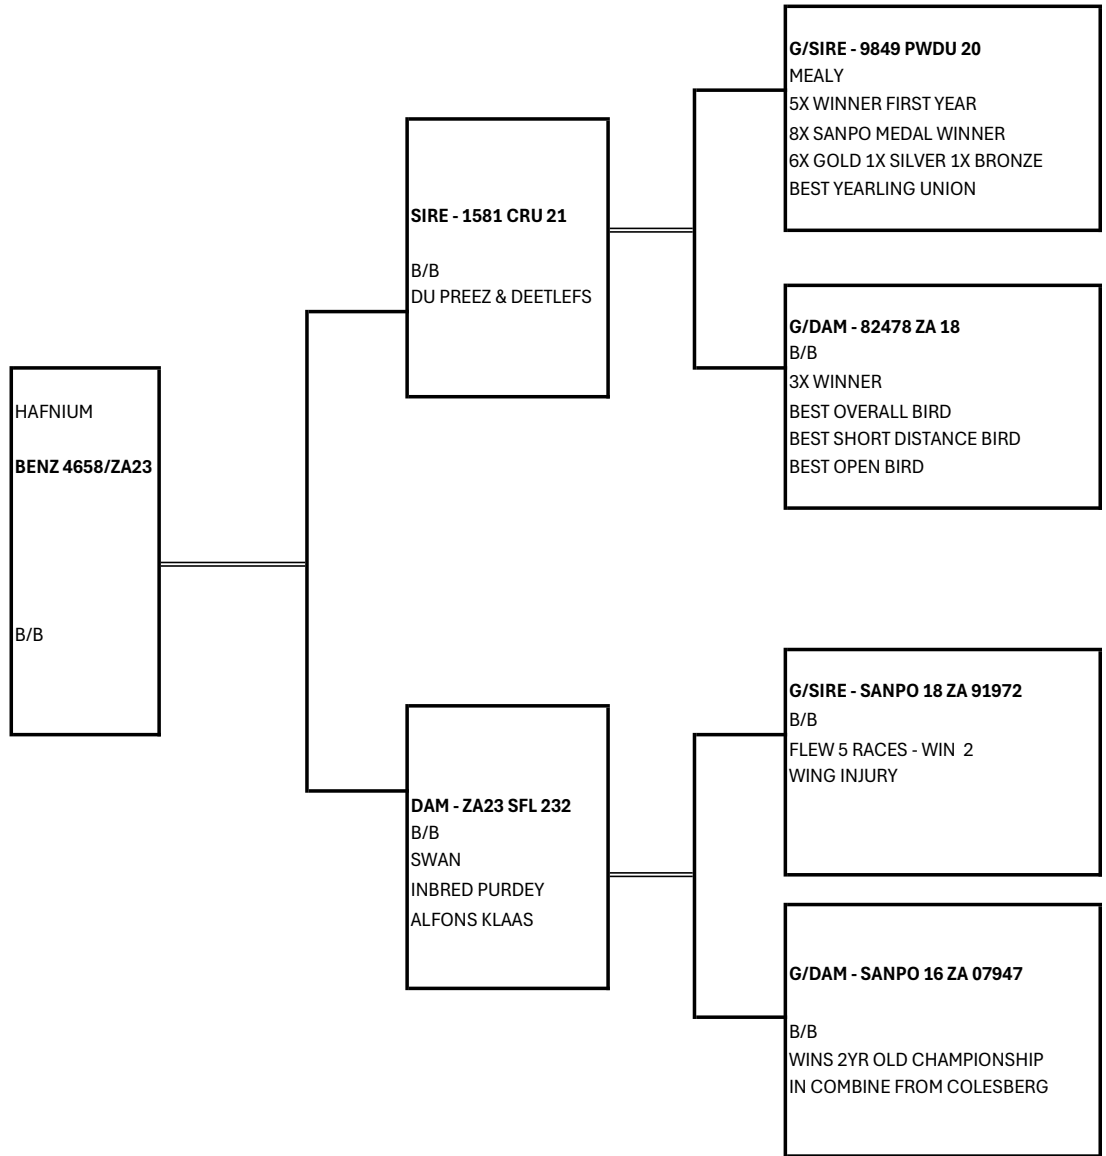 HAFNIUM
BENZ 4658/ZA23
B/B
SIRE - 1581 CRU 21
B/B
DU PREEZ & DEETLEFS
DAM - ZA23 SFL 232
B/B
SWAN
INBRED PURDEY
ALFONS KLAAS
G/SIRE - 9849 PWDU 20
MEALY
5X WINNER FIRST YEAR
8X SANPO MEDAL WINNER
6X GOLD 1X SILVER 1X BRONZE
BEST YEARLING UNION
G/DAM - 82478 ZA 18
B/B
3X WINNER
BEST OVERALL BIRD
BEST SHORT DISTANCE BIRD
BEST OPEN BIRD
G/SIRE - SANPO 18 ZA 91972
B/B
FLEW 5 RACES - WIN  2
WING INJURY
G/DAM - SANPO 16 ZA 07947
B/B
WINS 2YR OLD CHAMPIONSHIP
IN COMBINE FROM COLESBERG